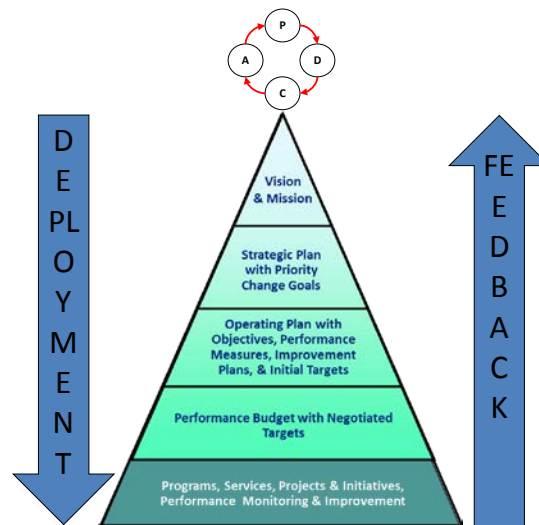 P
A
D
C
D
E
PL
O
Y
M
E
N
T
FE
E
D
B
A
C
K
Vision
& Mission
Strategic Plan
with Priority
Change Goals
Operating Plan with
Objectives, Performance
Measures, Improvement
Plans, & Initial Targets
Performance Budget with Negotiated
Targets
Programs, Services, Projects & Initiatives,
Performance Monitoring & Improvement